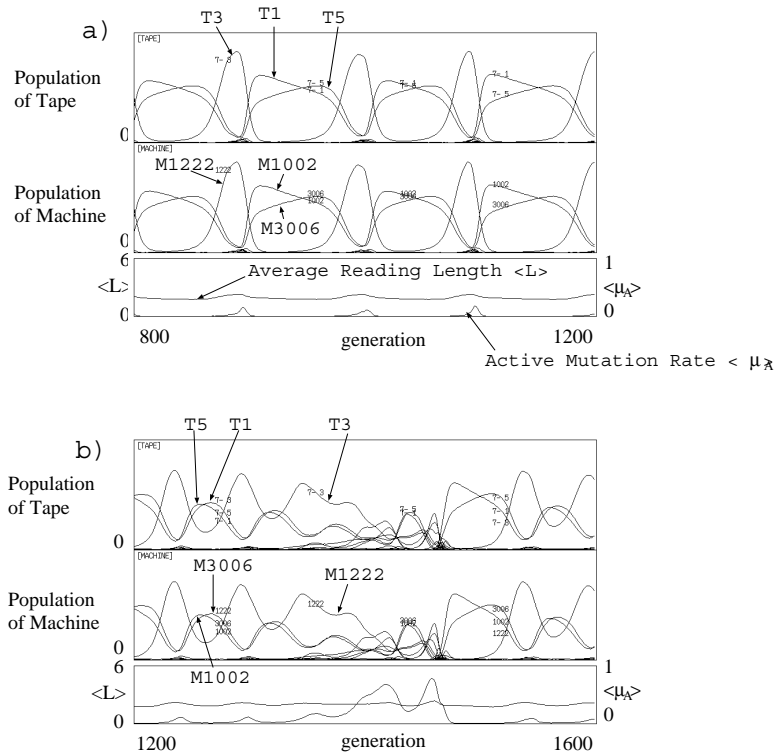 a)
T3 T1 T5
[TAPE]
Population
of Tape
7- 3
7- 5
7- 1
7- 1
7- 5
0
[MACHINE]
M1222 M1002
1222
Population
of Machine
3006
1002
1002
3006
1002
3006
M3006
0
6 1
Average Reading Length <L>
<L> <μA>
0 0
800 generation 1200
Active Mutation Rate < μA>
b)
T5 T1 T3
[TAPE]
Population
of Tape
7- 3
7- 5
7- 1
7- 3
7- 5
7- 5
7- 1
7- 3
0
[MACHINE]
M3006 M1222
Population
of Machine
1222
3006
1002
1222
3006
1002
1222
0
M1002
6 1
<L> <μA>
0 0
1200 generation 1600